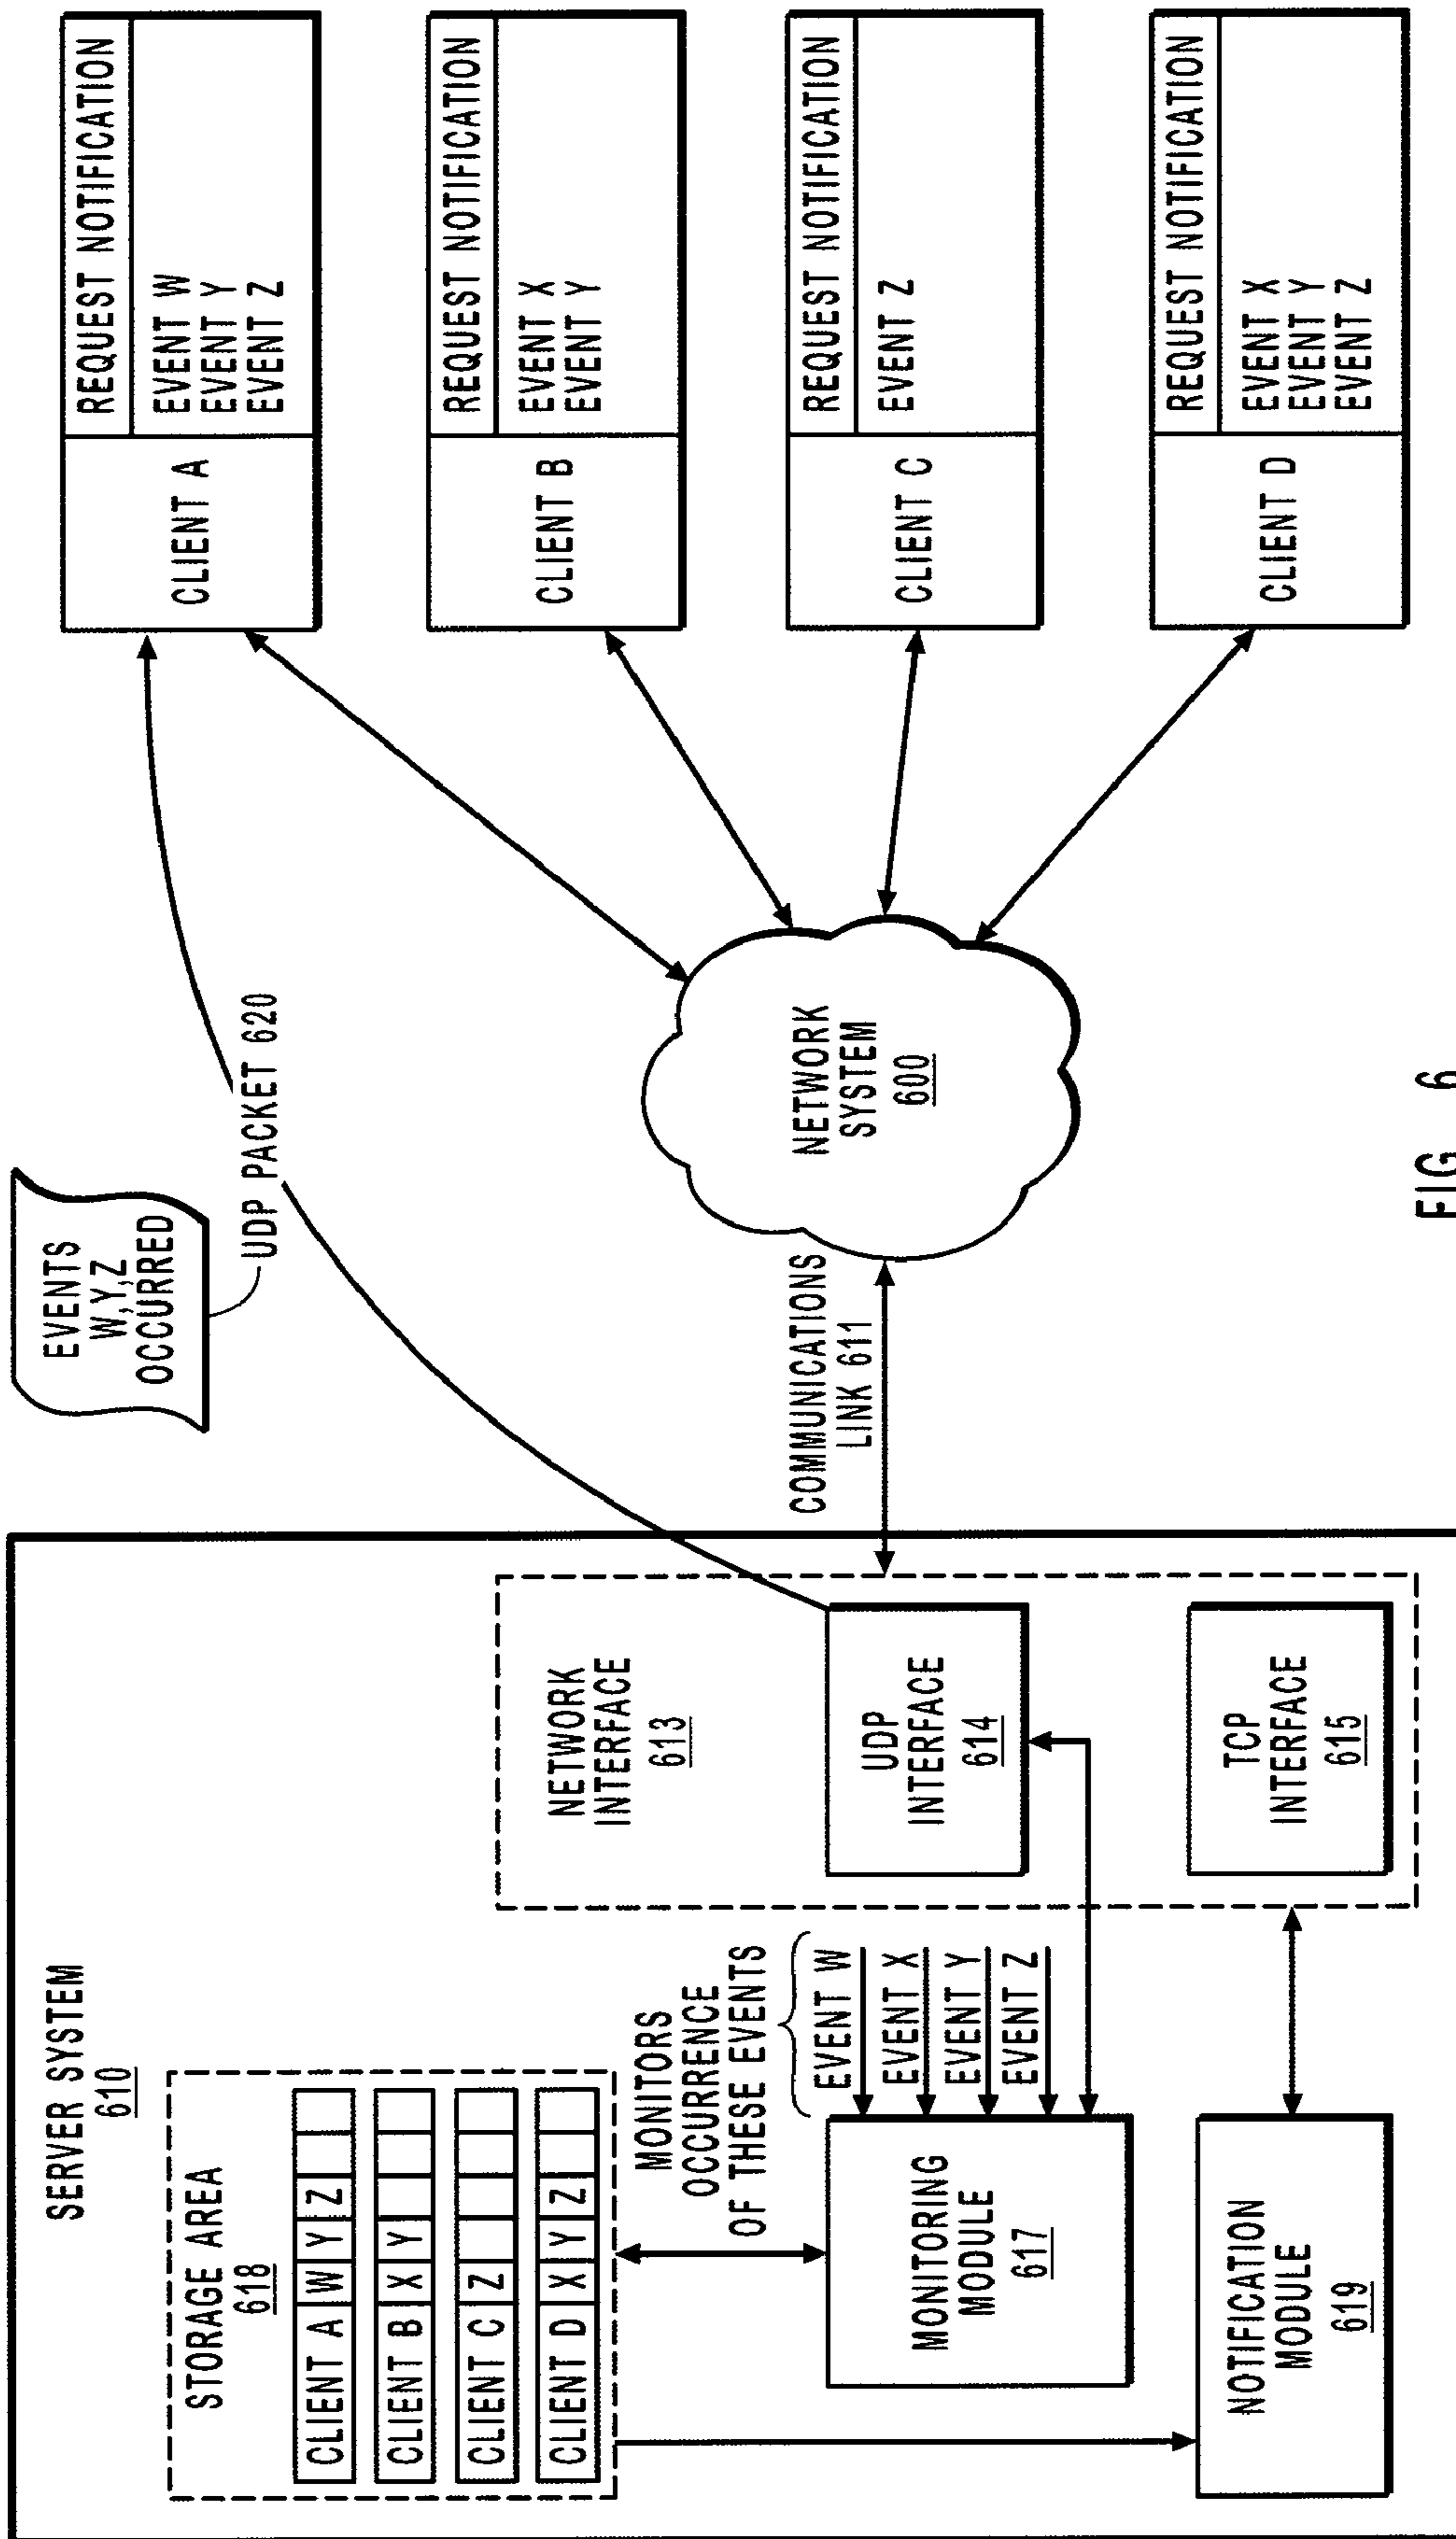 SERVER SYSTEM
610
STORAGE AREA
618
CLIENT A W Y Z
CLIENT B X Y
CLIENT C Z
CLIENT D X Y Z
MONITORS
OCCURRENCE
OF THESE EVENTS
EVENT W
EVENT X
EVENT Y
EVENT Z
MONITORING
MODULE
617
NOTIFICATION
MODULE
619
NETWORK
INTERFACE
613
UDP
INTERFACE
614
TCP
INTERFACE
615
EVENTS
W,Y,Z
OCCURRED
UDP PACKET 620
COMMUNICATIONS
LINK 611
NETWORK
SYSTEM
600
CLIENT A
REQUEST NOTIFICATION
EVENT W
EVENT Y
EVENT Z
CLIENT B
REQUEST NOTIFICATION
EVENT X
EVENT Y
CLIENT C
REQUEST NOTIFICATION
EVENT Z
CLIENT D
REQUEST NOTIFICATION
EVENT X
EVENT Y
EVENT Z
FIG. 6